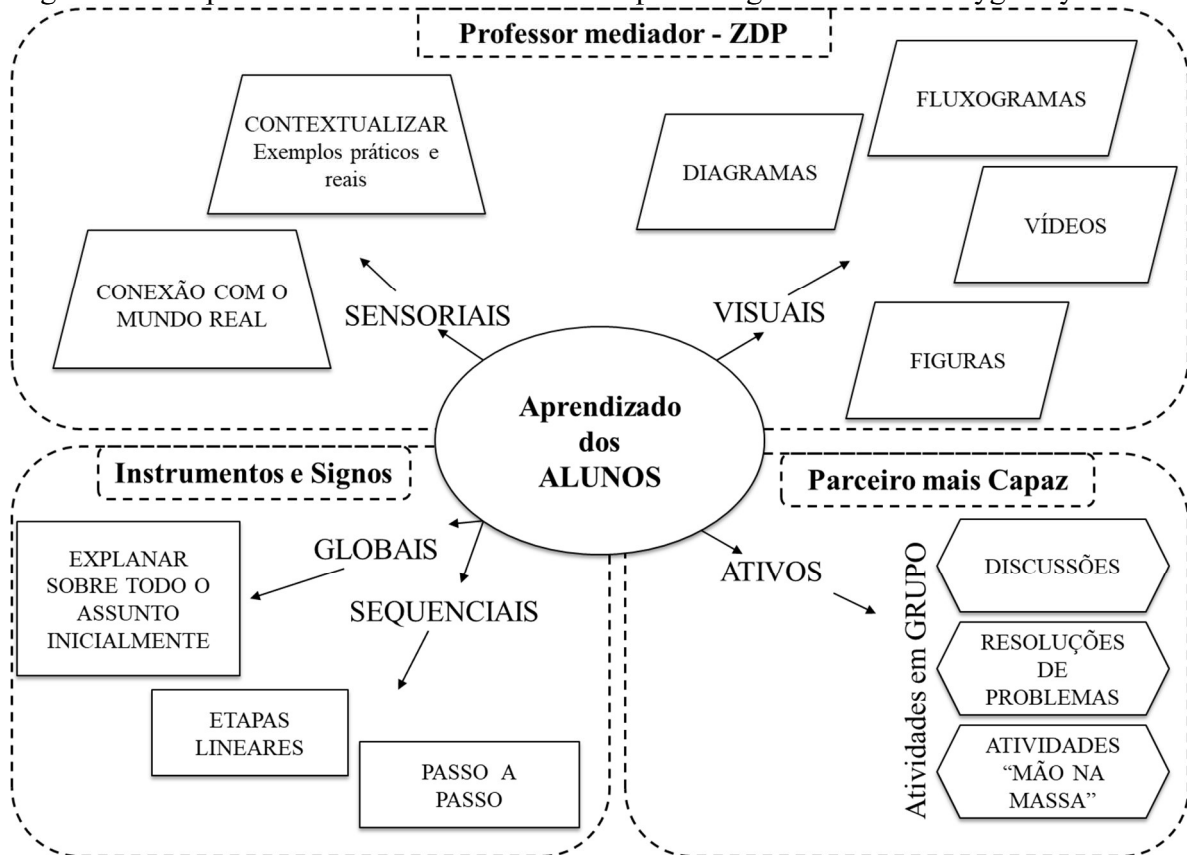 Professor mediador - ZDP
CONTEXTUALIZAR
Exemplos práticos e
reais
CONEXÃO COM O
MUNDO REAL
SENSORIAIS
DIAGRAMAS
FLUXOGRAMAS
VÍDEOS
FIGURAS
VISUAIS
Aprendizado
dos
ALUNOS
Instrumentos e Signos
GLOBAIS
EXPLANAR
SOBRE TODO O
ASSUNTO
INICIALMENTE
SEQUENCIAIS
ETAPAS
LINEARES
PASSO A
PASSO
Parceiro mais Capaz
ATIVOS
Atividades em GRUPO
DISCUSSÕES
RESOLUÇÕES
DE
PROBLEMAS
ATIVIDADES
“MÃO NA
MASSA”